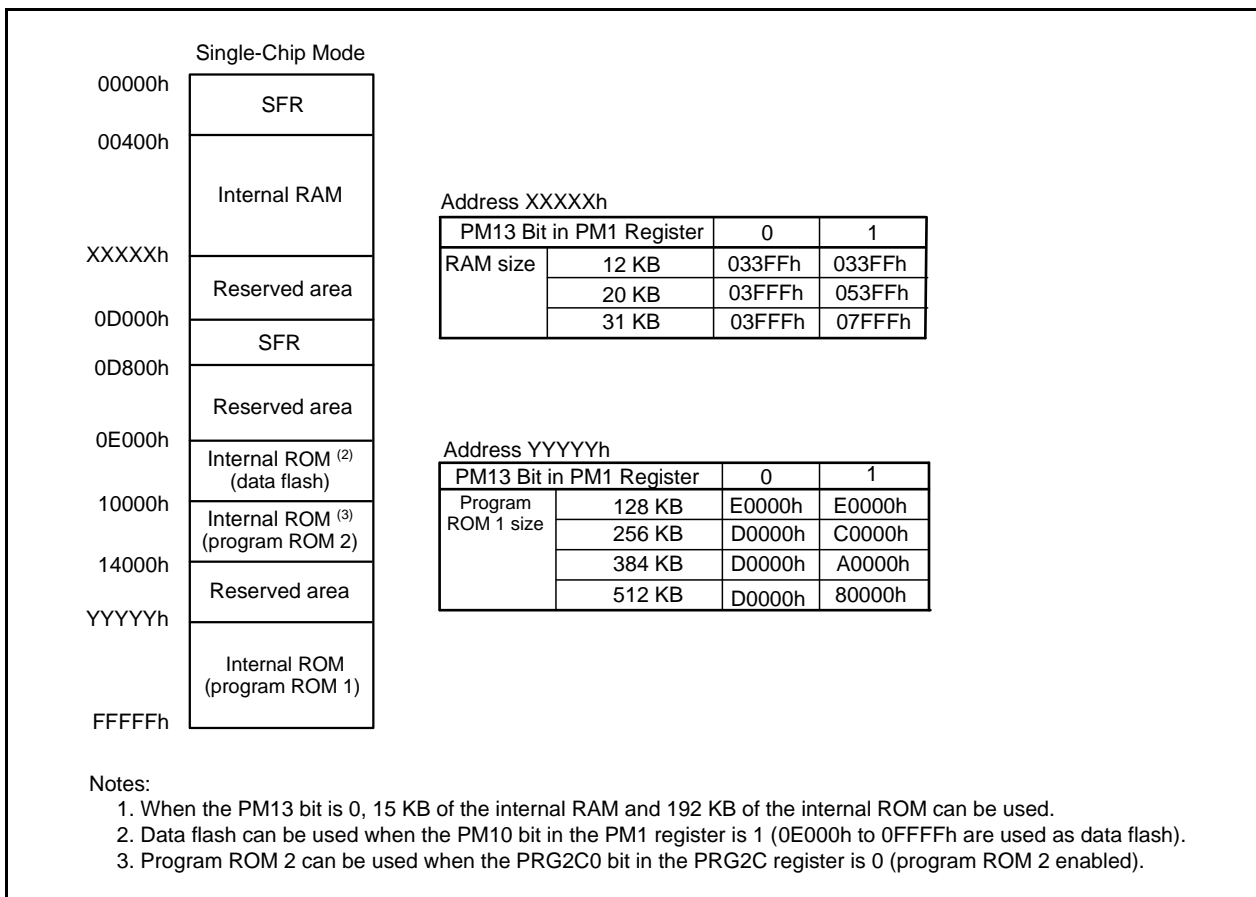 Single-Chip Mode
00000h
SFR
00400h
Internal RAM
XXXXXh
Reserved area
0D000h
SFR
0D800h
Reserved area
0E000h
Internal ROM (2)
(data flash)
10000h
Internal ROM (3)
(program ROM 2)
14000h
Reserved area
YYYYYh
Internal ROM
(program ROM 1)
FFFFFh
Address XXXXXh
PM13 Bit in PM1 Register 0 1
RAM size 12 KB 033FFh 033FFh
20 KB 03FFFh 053FFh
31 KB 03FFFh 07FFFh
Address YYYYYh
PM13 Bit in PM1 Register 0 1
Program
ROM 1 size
128 KB E0000h E0000h
256 KB D0000h C0000h
384 KB D0000h A0000h
512 KB D0000h 80000h
Notes:
1. When the PM13 bit is 0, 15 KB of the internal RAM and 192 KB of the internal ROM can be used.
2. Data flash can be used when the PM10 bit in the PM1 register is 1 (0E000h to 0FFFFh are used as data flash).
3. Program ROM 2 can be used when the PRG2C0 bit in the PRG2C register is 0 (program ROM 2 enabled).